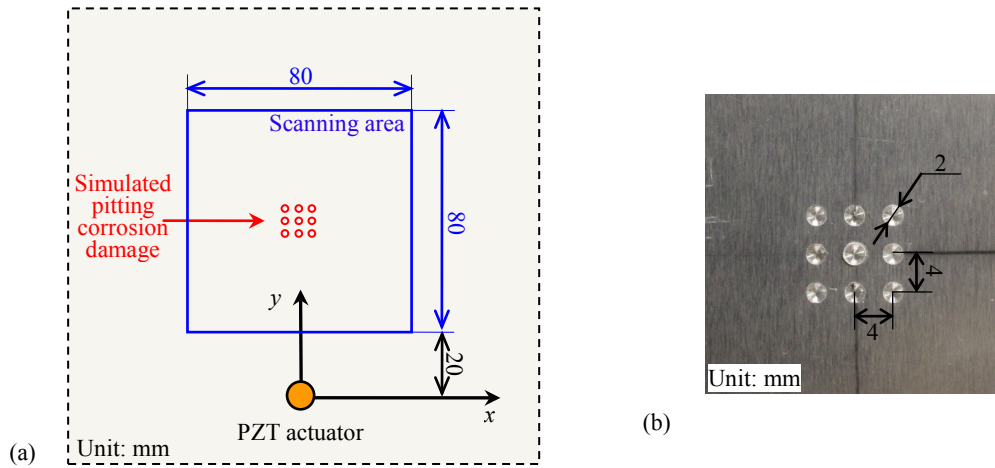 80
Scanning area
Simulated
pitting
corrosion
damage
80
y
20
x
PZT actuator
Unit: mm
(a)
2
4
4
Unit: mm
(b)